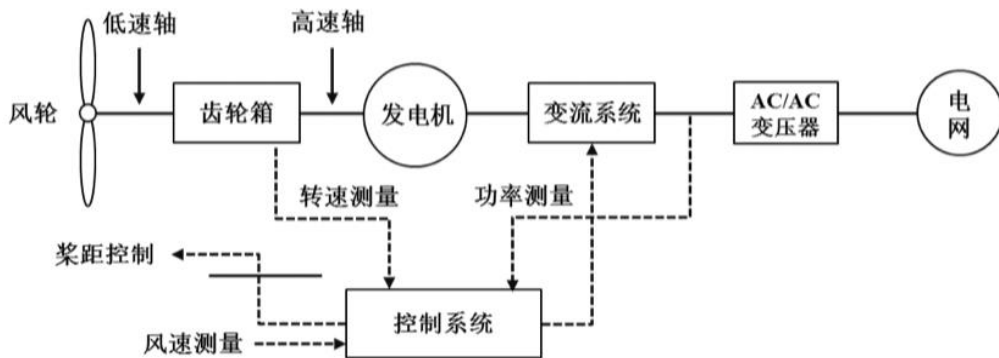 低速轴
高速轴
风轮
齿轮箱
发电机
变流系统
AC/AC
变压器
电
网
转速测量
功率测量
桨距控制
控制系统
风速测量